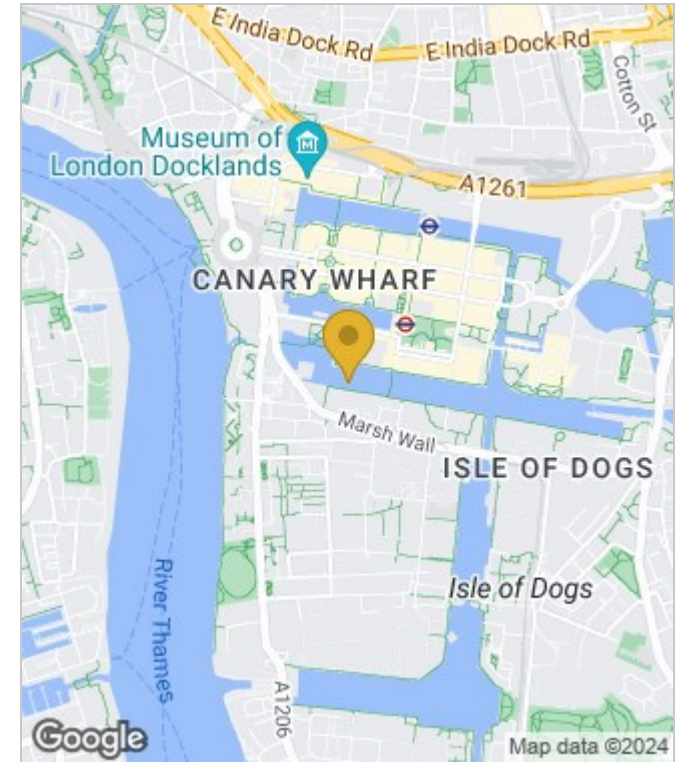 E India Dock Rd
E India Dock Rd
Cotton St
Museum of
London Docklands
M
A1261
CANARY WHARF
Marsh Wall
ISLE OF DOGS
Isle of Dogs
River Thames
A1206
Google
Map data ©2024